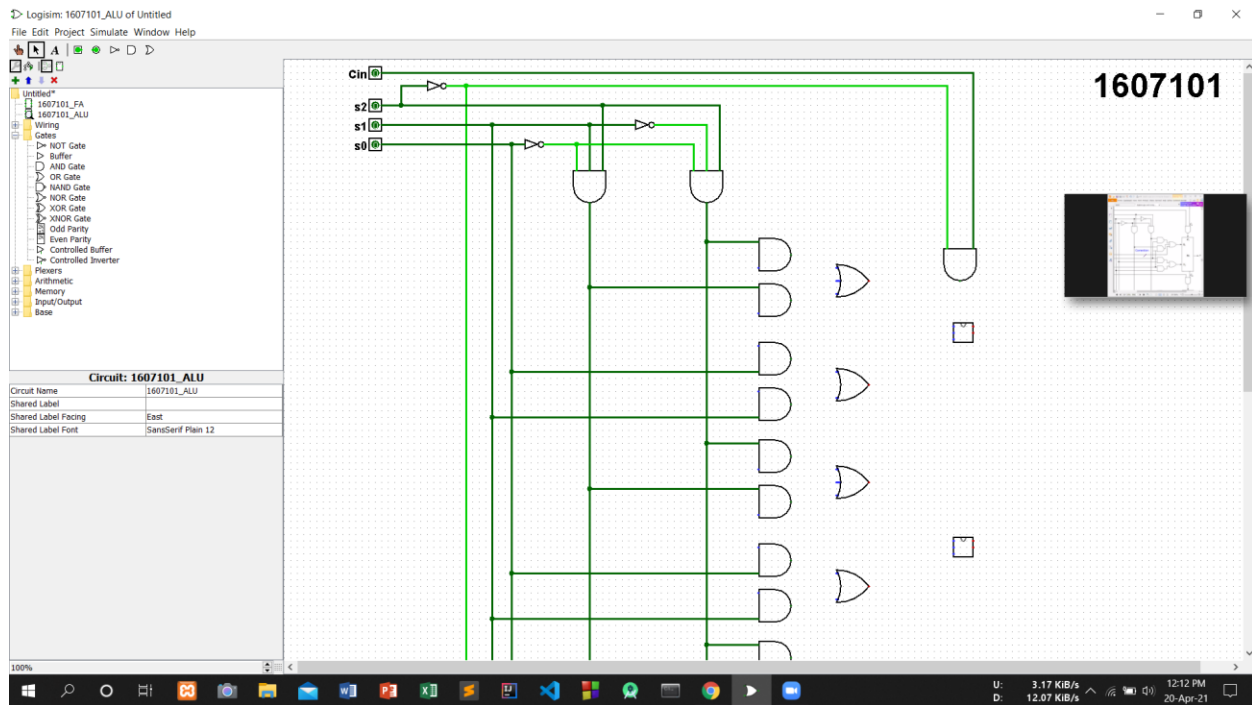 Logisim: 1607101_ALU of Untitled
File Edit Project Simulate Window Help
A
Untitled*
1607101_FA
1607101_ALU
Wiring
Gates
NOT Gate
Buffer
AND Gate
OR Gate
NAND Gate
NOR Gate
XOR Gate
XNOR Gate
Odd Parity
Even Parity
Controlled Buffer
Controlled Inverter
Plexers
Arithmetic
Memory
Input/Output
Base
Circuit: 1607101_ALU
Circuit Name 1607101_ALU
Shared Label
Shared Label Facing East
Shared Label Font SansSerif Plain 12
100%
Cin
s2
s1
s0
1607101
U: 3.17 KiB/s
D: 12.07 KiB/s
12:12 PM
20-Apr-21